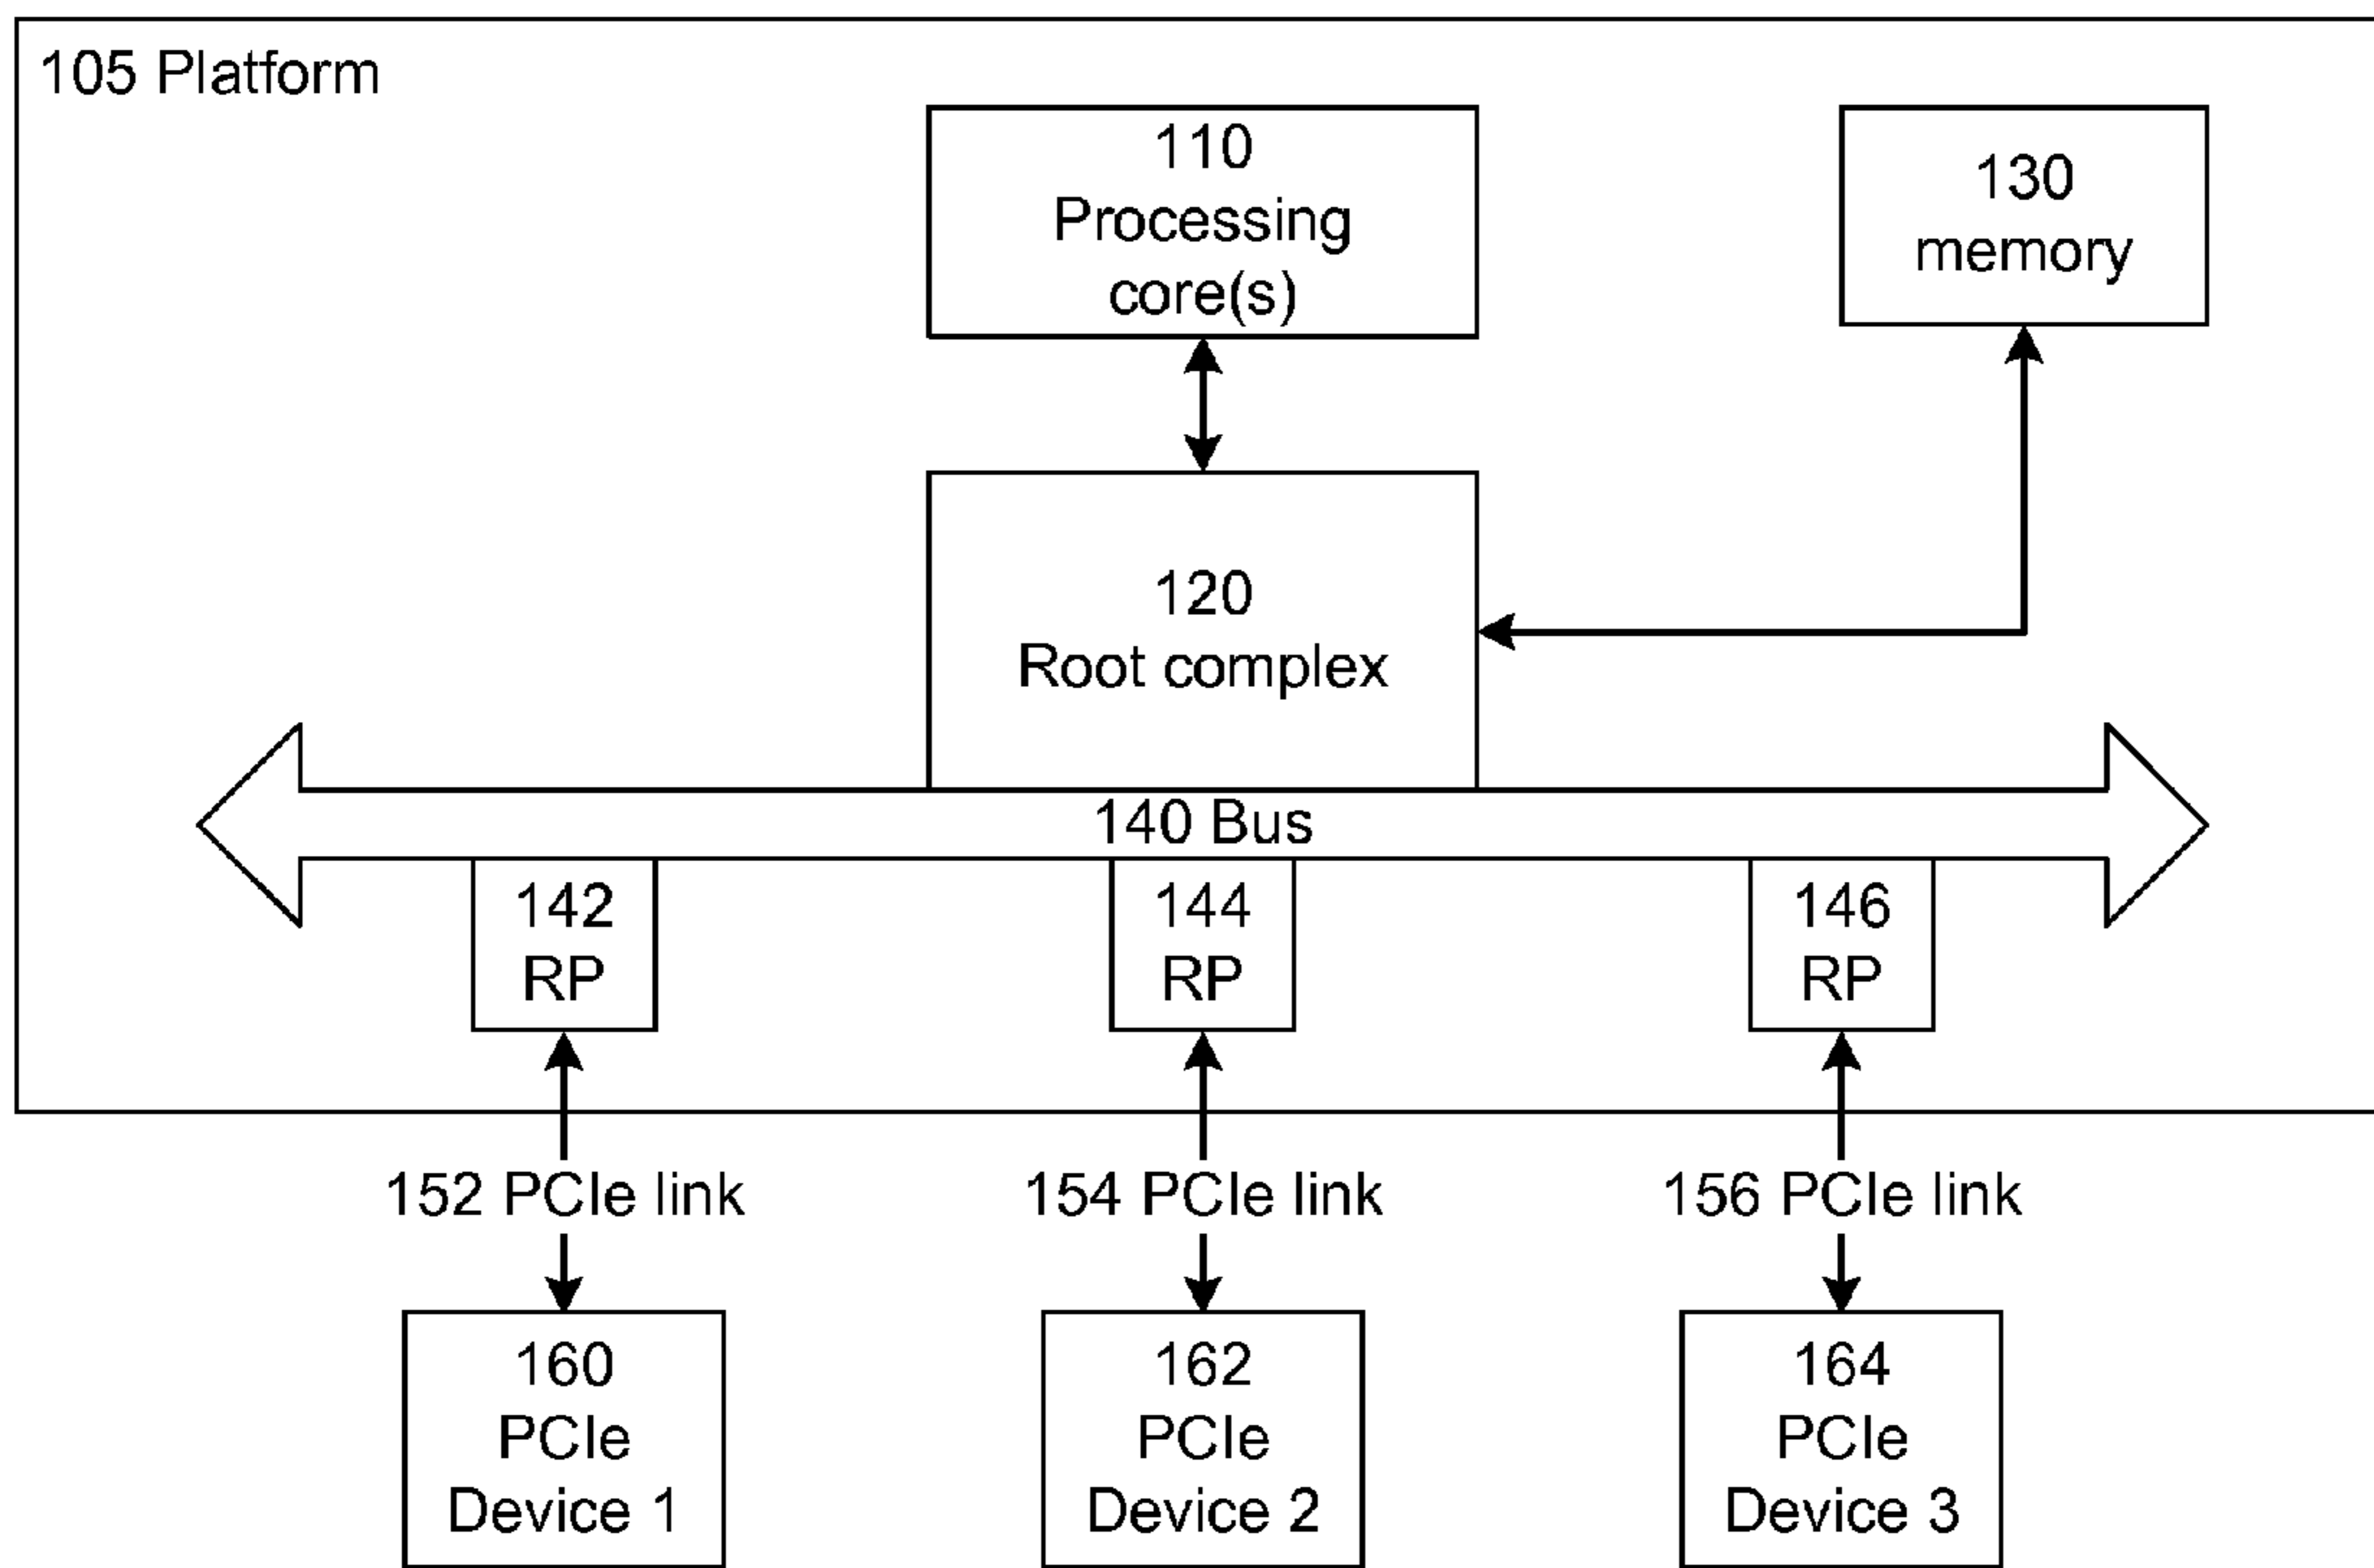 105 Platform
110
Processing
core(s)
130
memory
120
Root complex
140 Bus
142
RP
144
RP
146
RP
152 PCIe link
154 PCIe link
156 PCIe link
160
PCIe
Device 1
162
PCIe
Device 2
164
PCIe
Device 3